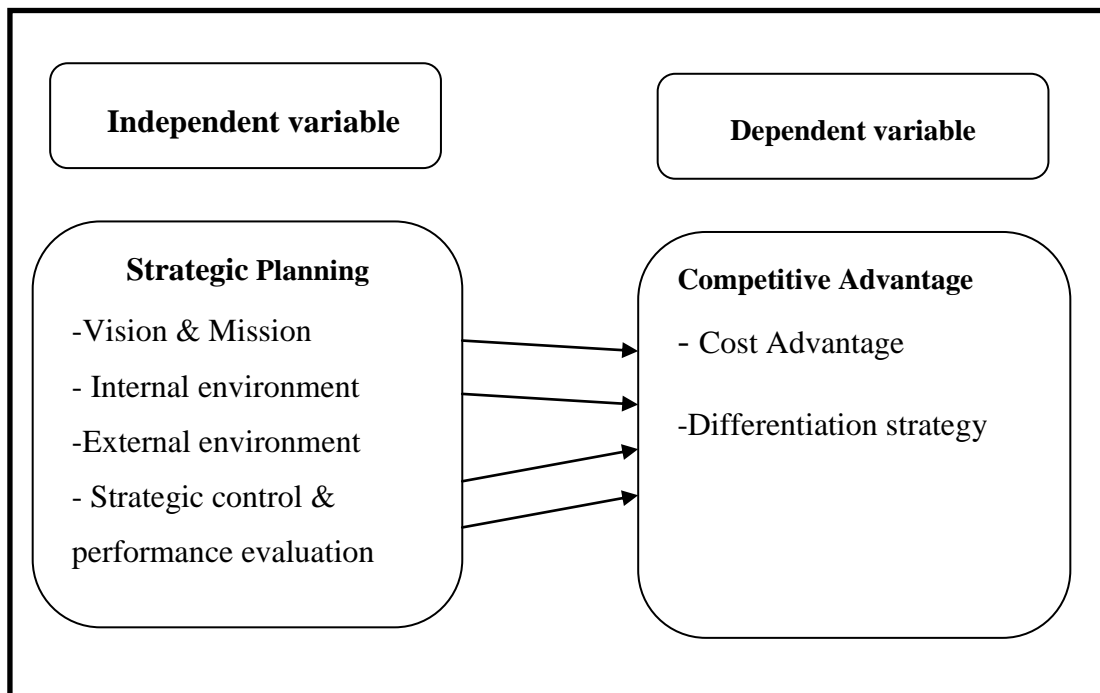 Independent variable
Dependent variable
Strategic Planning
-Vision & Mission
- Internal environment
-External environment
- Strategic control &
performance evaluation
Competitive Advantage
- Cost Advantage
-Differentiation strategy